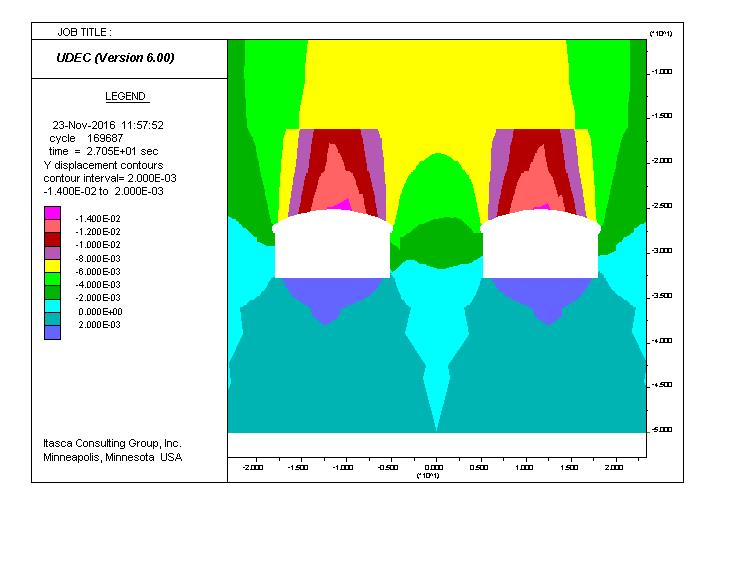 JOB TITLE :
UDEC (Version 6.00)
LEGEND
23-Nov-2016 11:57:52
cycle 169687
time = 2.705E+01 sec
Y displacement contours
contour interval= 2.000E-03
-1.400E-02 to 2.000E-03
-1.400E-02
-1.200E-02
-1.000E-02
-8.000E-03
-6.000E-03
-4.000E-03
-2.000E-03
0.000E+00
2.000E-03
Itasca Consulting Group, Inc.
Minneapolis, Minnesota USA
(*10^1)
-1.000
-1.500
-2.000
-2.500
-3.000
-3.500
-4.000
-4.500
-5.000
-2.000 -1.500 -1.000 -0.500 0.000 0.500 1.000 1.500 2.000
(*10^1)